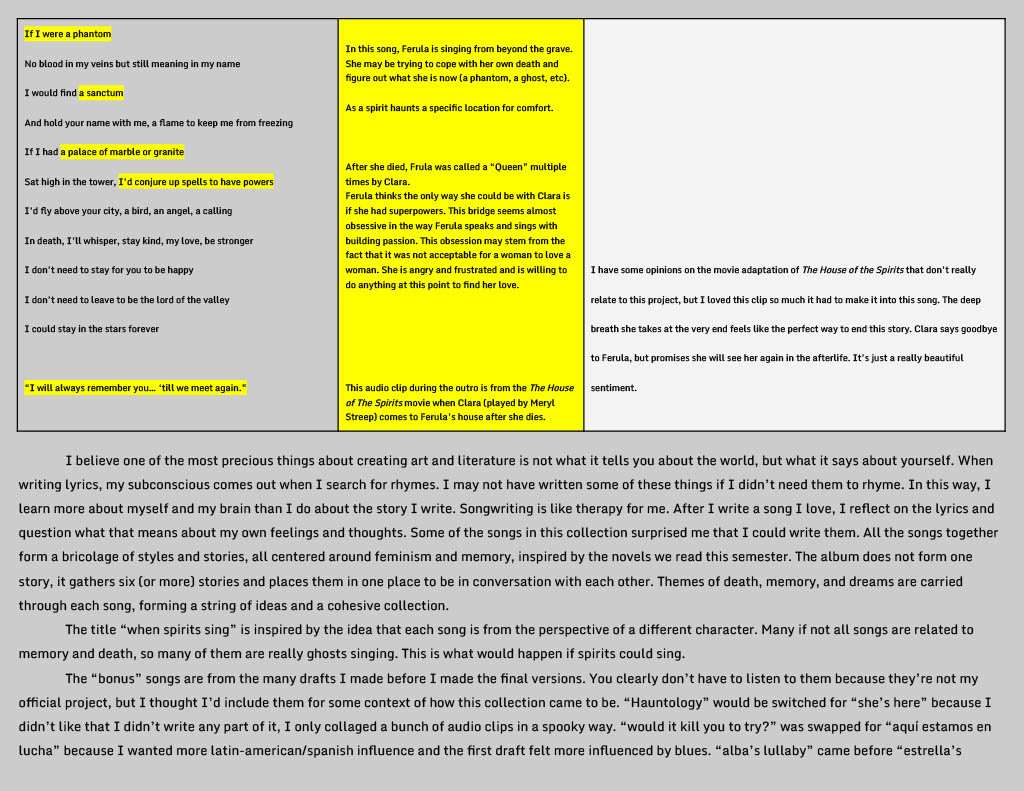 If I were a phantom
No blood in my veins but still meaning in my name
I would find a sanctum
And hold your name with me, a flame to keep me from freezing
If I had a palace of marble or granite
Sat high in the tower, I'd conjure up spells to have powers
I'd fly above your city, a bird, an angel, a calling
In death, I'll whisper, stay kind, my love, be stronger
I don't need to stay for you to be happy
I don't need to leave to be the lord of the valley
I could stay in the stars forever
“I will always remember you... ‘till we meet again.”
In this song, Ferula is singing from beyond the grave.
She may be trying to cope with her own death and
figure out what she is now (a phantom, a ghost, etc).
As a spirit haunts a specific location for comfort.
After she died, Frula was called a “Queen” multiple
times by Clara.
Ferula thinks the only way she could be with Clara is
if she had superpowers. This bridge seems almost
obsessive in the way Ferula speaks and sings with
building passion. This obsession may stem from the
fact that it was not acceptable for a woman to love a
woman. She is angry and frustrated and is willing to
do anything at this point to find her love.
This audio clip during the outro is from the The House
of The Spirits movie when Clara (played by Meryl
Streep) comes to Ferula's house after she dies.
I have some opinions on the movie adaptation of The House of the Spirits that don't really
relate to this project, but I loved this clip so much it had to make it into this song. The deep
breath she takes at the very end feels like the perfect way to end this story. Clara says goodbye
to Ferula, but promises she will see her again in the afterlife. It's just a really beautiful
sentiment.
I believe one of the most precious things about creating art and literature is not what it tells you about the world, but what it says about yourself. When
writing lyrics, my subconscious comes out when I search for rhymes. I may not have written some of these things if I didn't need them to rhyme. In this way, I
learn more about myself and my brain than I do about the story I write. Songwriting is like therapy for me. After I write a song I love, I reflect on the lyrics and
question what that means about my own feelings and thoughts. Some of the songs in this collection surprised me that I could write them. All the songs together
form a bricolage of styles and stories, all centered around feminism and memory, inspired by the novels we read this semester. The album does not form one
story, it gathers six (or more) stories and places them in one place to be in conversation with each other. Themes of death, memory, and dreams are carried
through each song, forming a string of ideas and a cohesive collection.
The title “when spirits sing” is inspired by the idea that each song is from the perspective of a different character. Many if not all songs are related to
memory and death, so many of them are really ghosts singing. This is what would happen if spirits could sing.
The “bonus” songs are from the many drafts I made before I made the final versions. You clearly don't have to listen to them because they're not my
official project, but I thought I'd include them for some context of how this collection came to be. “Hauntology” would be switched for “she's here” because I
didn't like that I didn't write any part of it, I only collaged a bunch of audio clips in a spooky way. “would it kill you to try?” was swapped for “aquí estamos en
lucha” because I wanted more latin-american/spanish influence and the first draft felt more influenced by blues. “alba's lullaby” came before “estrella's